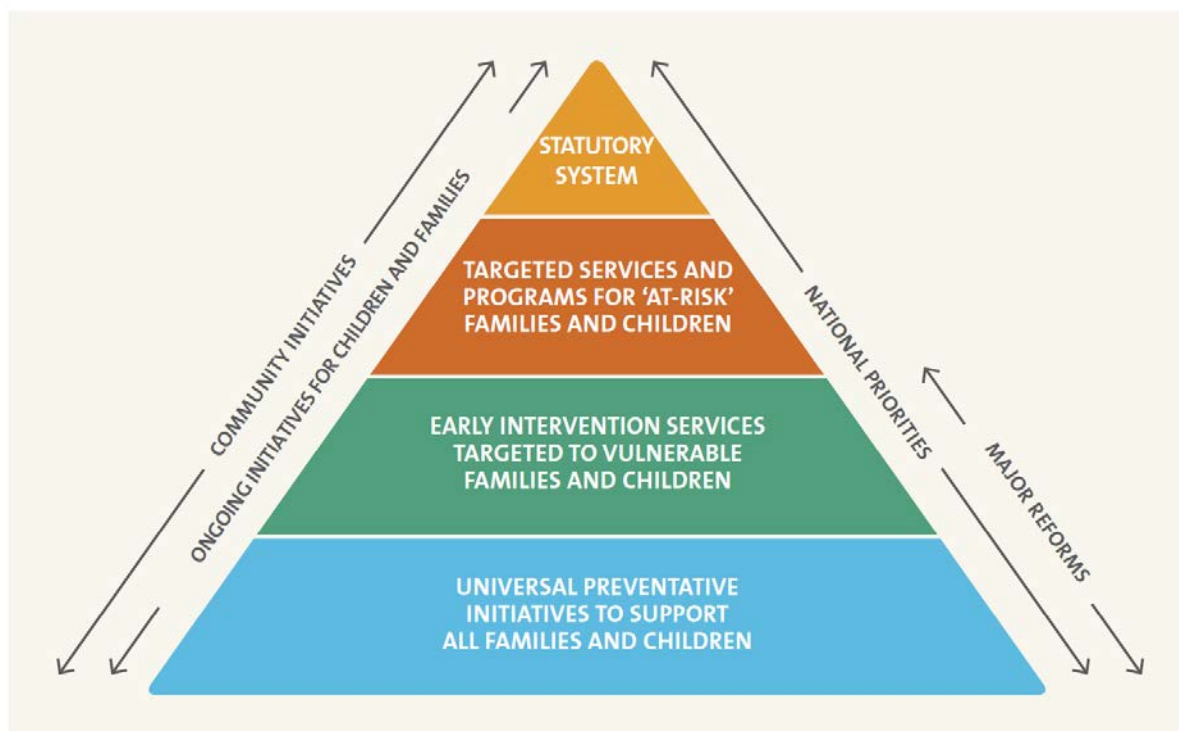 STATUTORY
SYSTEM
TARGETED SERVICES AND
PROGRAMS FOR ‘AT-RISK’
FAMILIES AND CHILDREN
EARLY INTERVENTION SERVICES
TARGETED TO VULNERABLE
FAMILIES AND CHILDREN
UNIVERSAL PREVENTATIVE
INITIATIVES TO SUPPORT
ALL FAMILIES AND CHILDREN
COMMUNITY INITIATIVES
ONGOING INITIATIVES FOR CHILDREN AND FAMILIES
NATIONAL PRIORITIES
MAJOR REFORMS